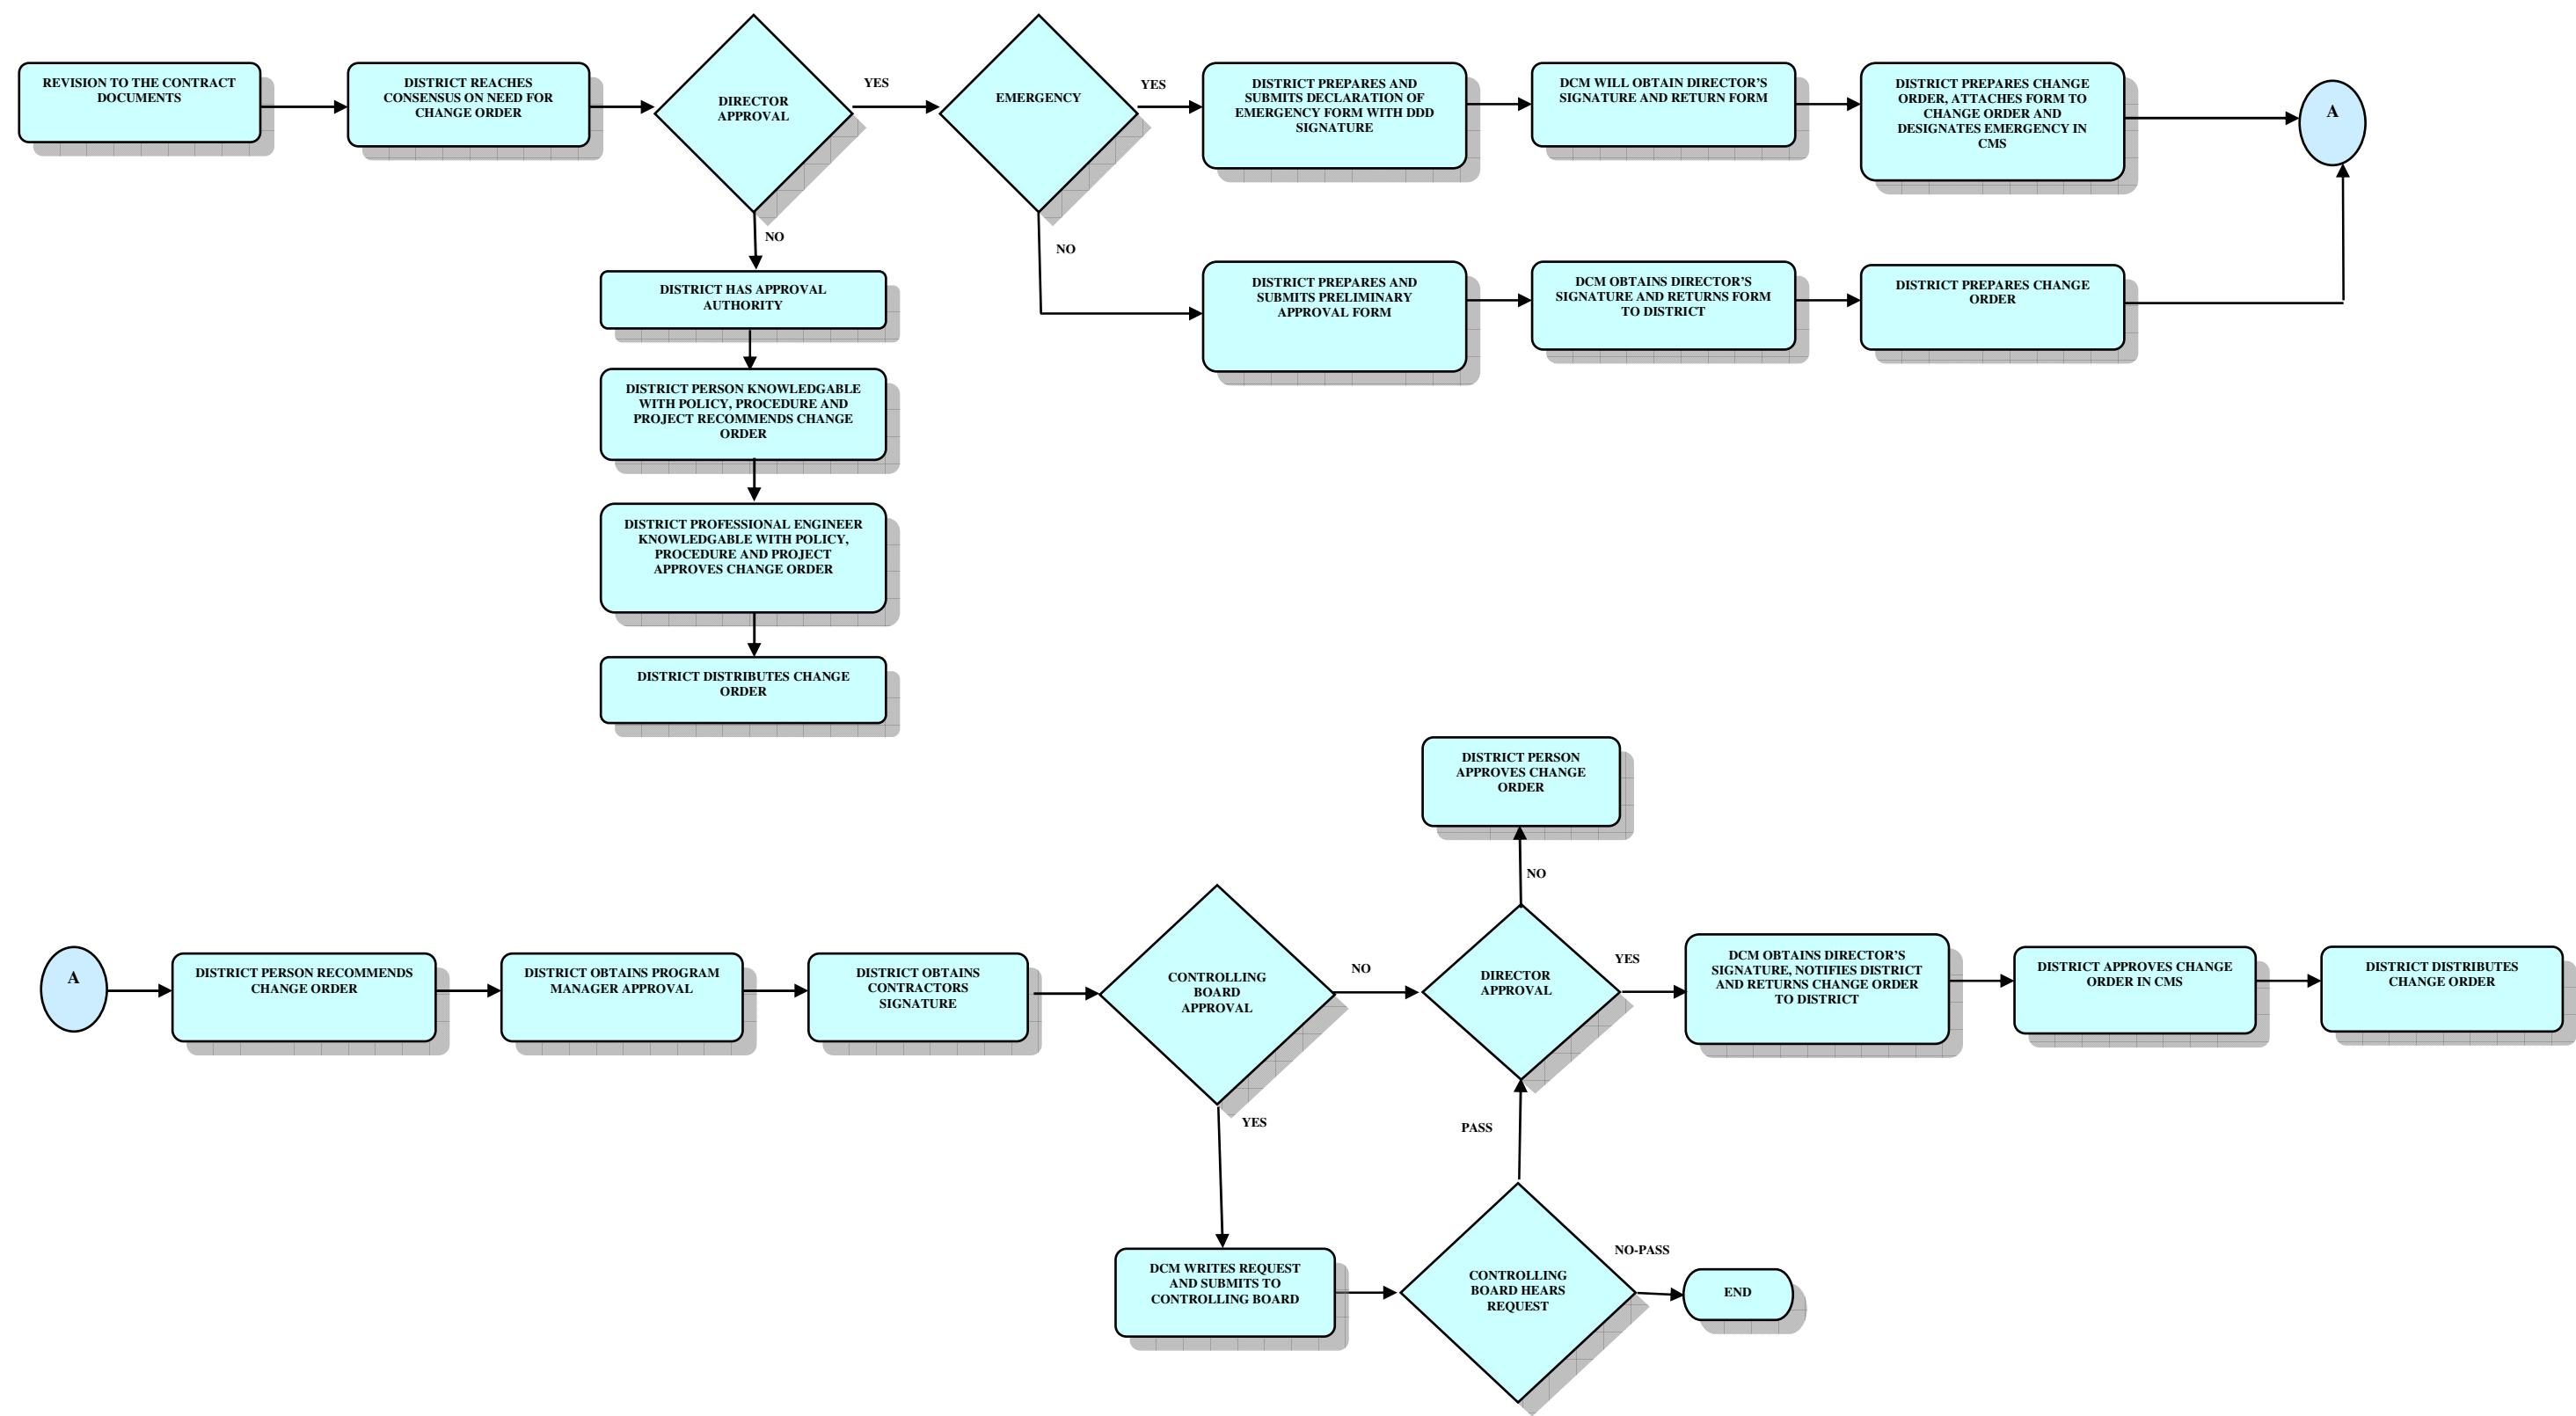 REVISION TO THE CONTRACT
DOCUMENTS
DISTRICT REACHES
CONSENSUS ON NEED FOR
CHANGE ORDER
DIRECTOR
APPROVAL
YES
EMERGENCY
YES
DISTRICT PREPARES AND
SUBMITS DECLARATION OF
EMERGENCY FORM WITH DDD
SIGNATURE
DCM WILL OBTAIN DIRECTOR'S
SIGNATURE AND RETURN FORM
DISTRICT PREPARES CHANGE
ORDER, ATTACHES FORM TO
CHANGE ORDER AND
DESIGNATES EMERGENCY IN
CMS
A
NO
NO
DISTRICT PREPARES AND
SUBMITS PRELIMINARY
APPROVAL FORM
DCM OBTAINS DIRECTOR'S
SIGNATURE AND RETURNS FORM
TO DISTRICT
DISTRICT PREPARES CHANGE
ORDER
DISTRICT HAS APPROVAL
AUTHORITY
DISTRICT PERSON KNOWLEDGABLE
WITH POLICY, PROCEDURE AND
PROJECT RECOMMENDS CHANGE
ORDER
DISTRICT PROFESSIONAL ENGINEER
KNOWLEDGABLE WITH POLICY,
PROCEDURE AND PROJECT
APPROVES CHANGE ORDER
DISTRICT DISTRIBUTES CHANGE
ORDER
DISTRICT PERSON
APPROVES CHANGE
ORDER
NO
A
DISTRICT PERSON RECOMMENDS
CHANGE ORDER
DISTRICT OBTAINS PROGRAM
MANAGER APPROVAL
DISTRICT OBTAINS
CONTRACTORS
SIGNATURE
CONTROLLING
BOARD
APPROVAL
NO
DIRECTOR
APPROVAL
YES
DCM OBTAINS DIRECTOR'S
SIGNATURE, NOTIFIES DISTRICT
AND RETURNS CHANGE ORDER
TO DISTRICT
DISTRICT APPROVES CHANGE
ORDER IN CMS
DISTRICT DISTRIBUTES
CHANGE ORDER
YES
PASS
DCM WRITES REQUEST
AND SUBMITS TO
CONTROLLING BOARD
CONTROLLING
BOARD HEARS
REQUEST
NO-PASS
END